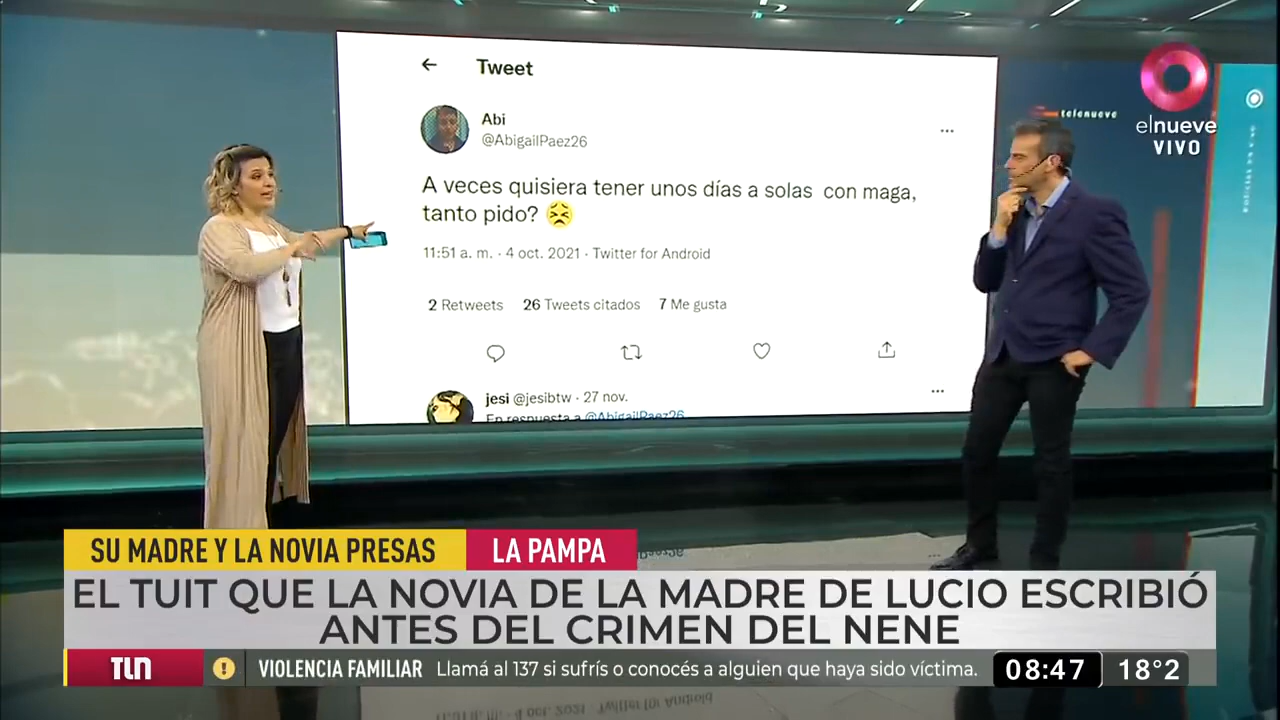 Tweet
Abi
@AbigailPaez26
A veces quisiera tener unos días a solas con maga,
tanto pido?
11:51 a. m. · 4 oct. 2021 · Twitter for Android
2 Retweets 26 Tweets citados 7 Me gusta
jesi @jesibtw · 27 nov.
En respuesta a @AbigailPaez26
telenueve
elnueve
VIVO
SU MADRE Y LA NOVIA PRESAS
LA PAMPA
EL TUIT QUE LA NOVIA DE LA MADRE DE LUCIO ESCRIBIÓ
ANTES DEL CRIMEN DEL NENE
TLN
VIOLENCIA FAMILIAR Llamá al 137 si sufrís o conocés a alguien que haya sido víctima.
08:47
18°2